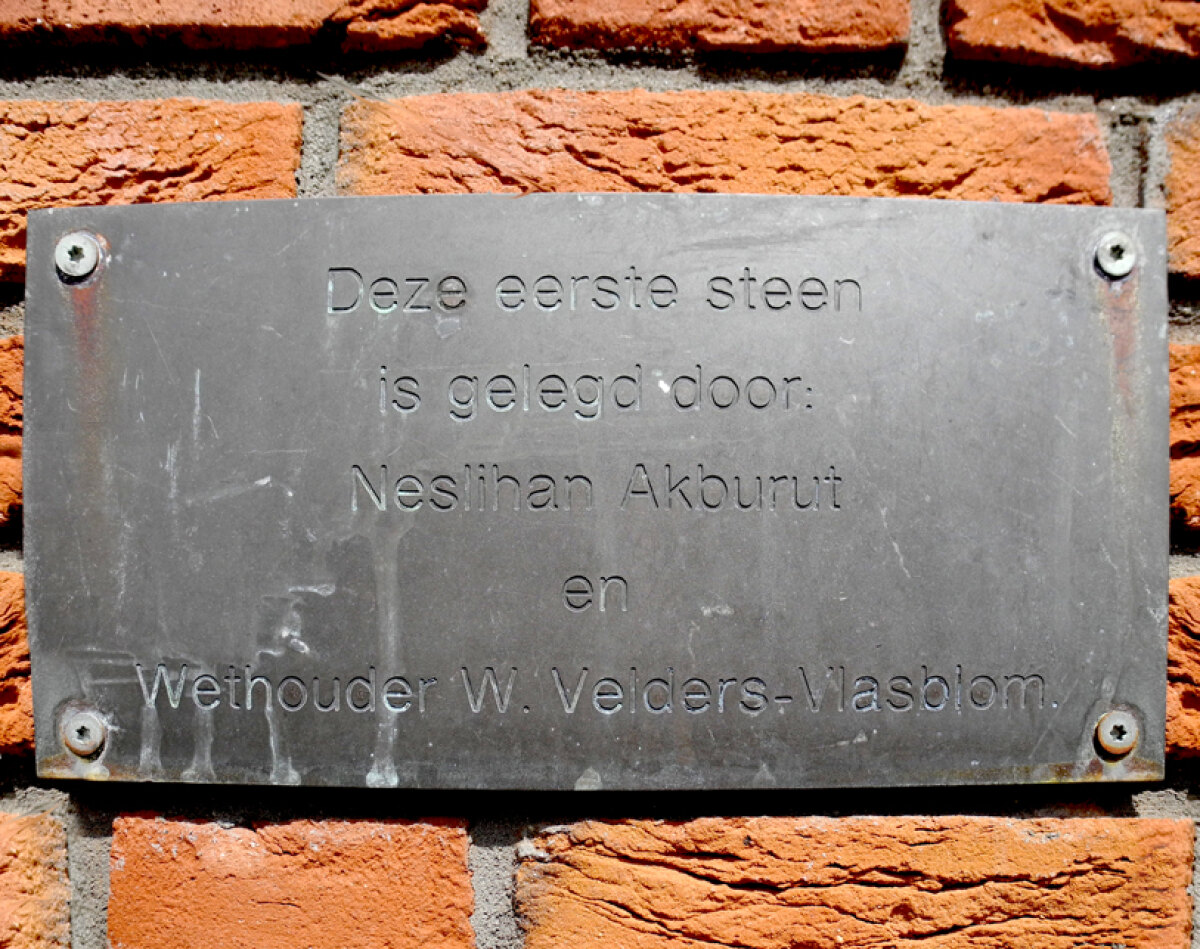 Deze eerste steen
is gelegd door:
Neslihan Akburut
en
Wethouder W. Velders-Vlasblom.